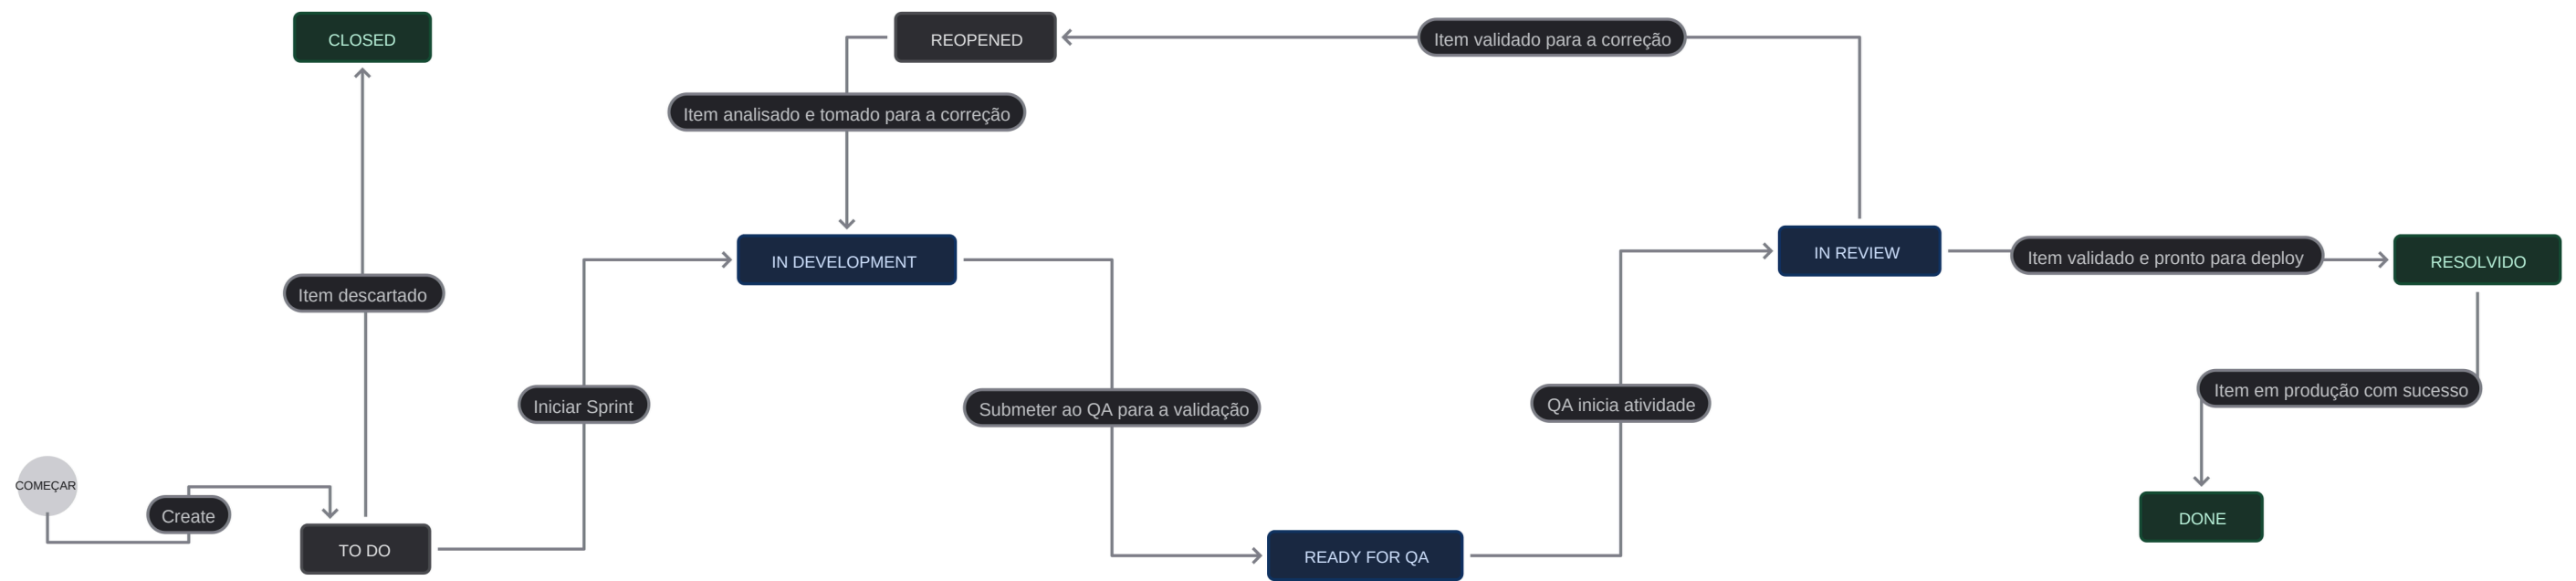 CLOSED
REOPENED
Item validado para a correção
Item analisado e tomado para a correção
IN DEVELOPMENT
IN REVIEW
Item validado e pronto para deploy
RESOLVIDO
Item descartado
Iniciar Sprint
Submeter ao QA para a validação
QA inicia atividade
Item em produção com sucesso
COMEÇAR
Create
TO DO
READY FOR QA
DONE